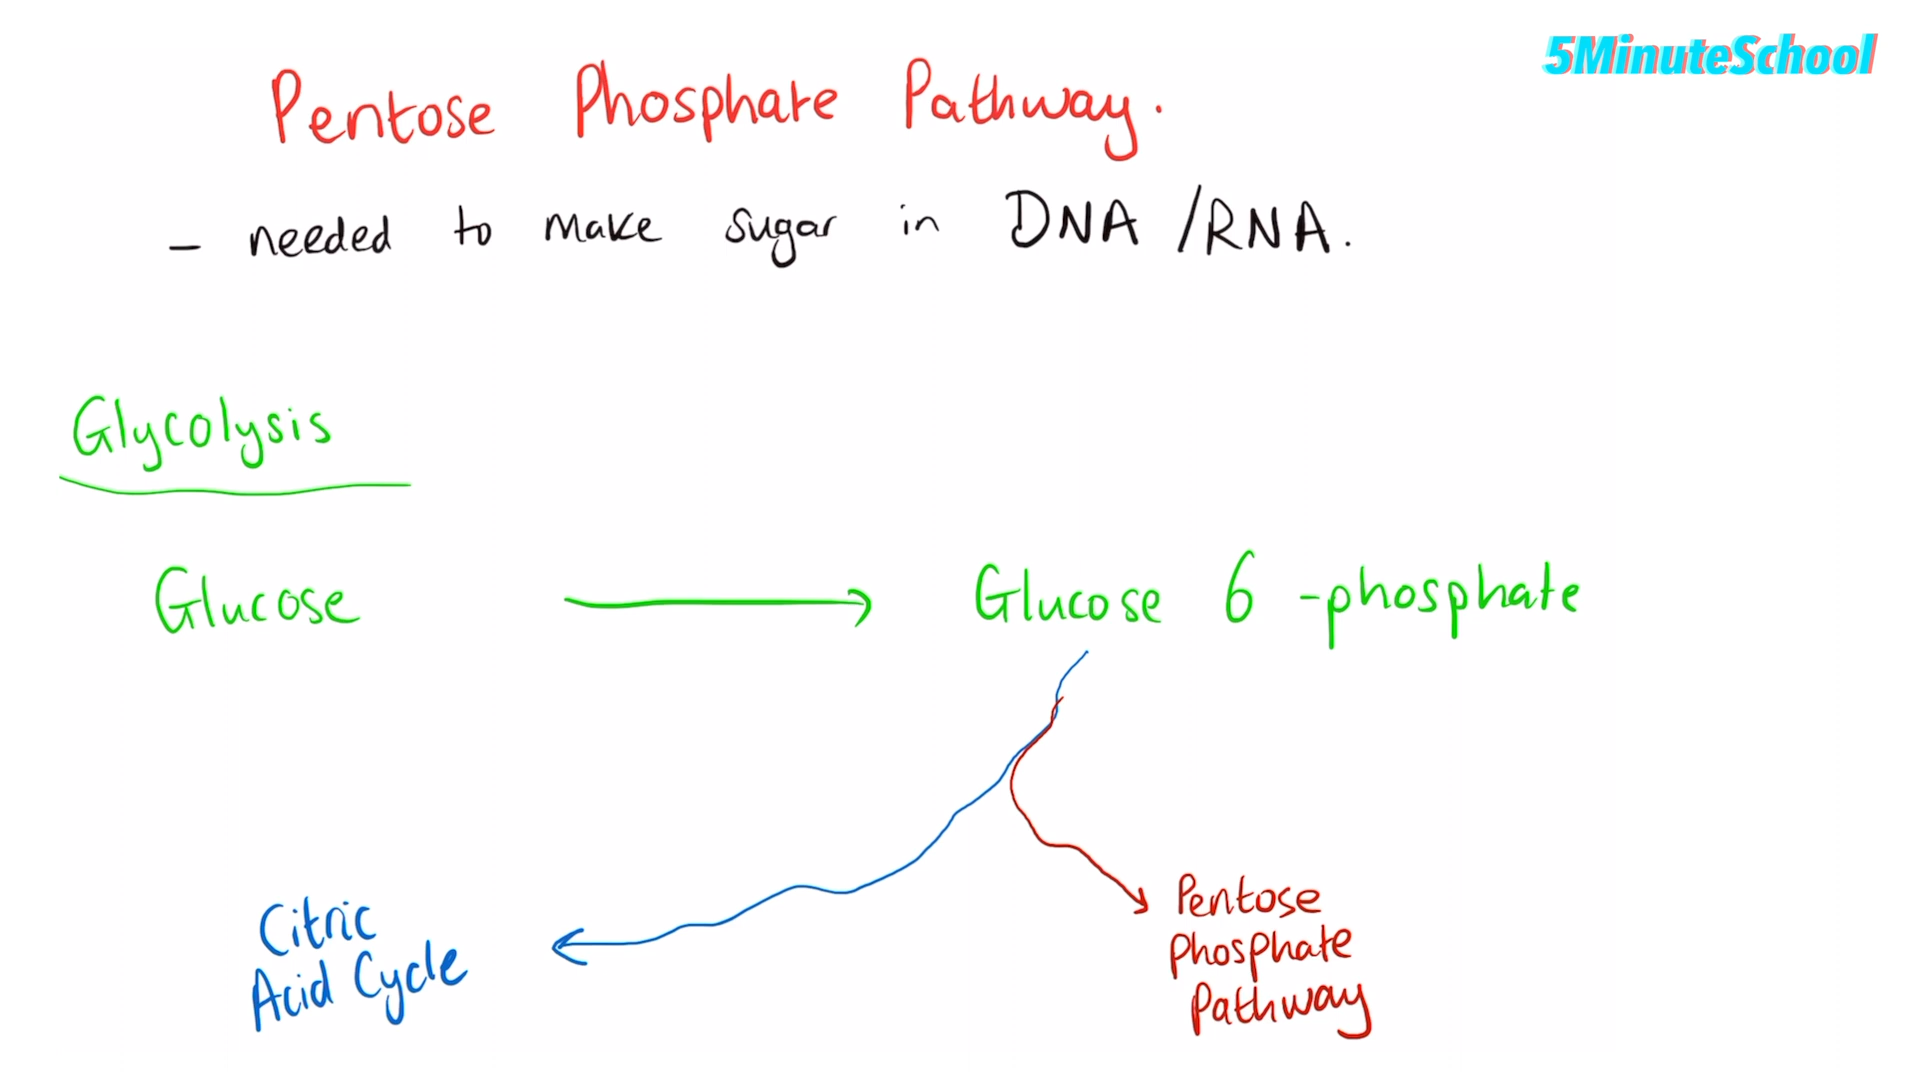 5MinuteSchool
Pentose Phosphate Pathway.
- needed to make sugar in DNA /RNA.
Glycolysis
Glucose
Glucose 6 -phosphate
Citric
Acid Cycle
Pentose
Phosphate
Pathway